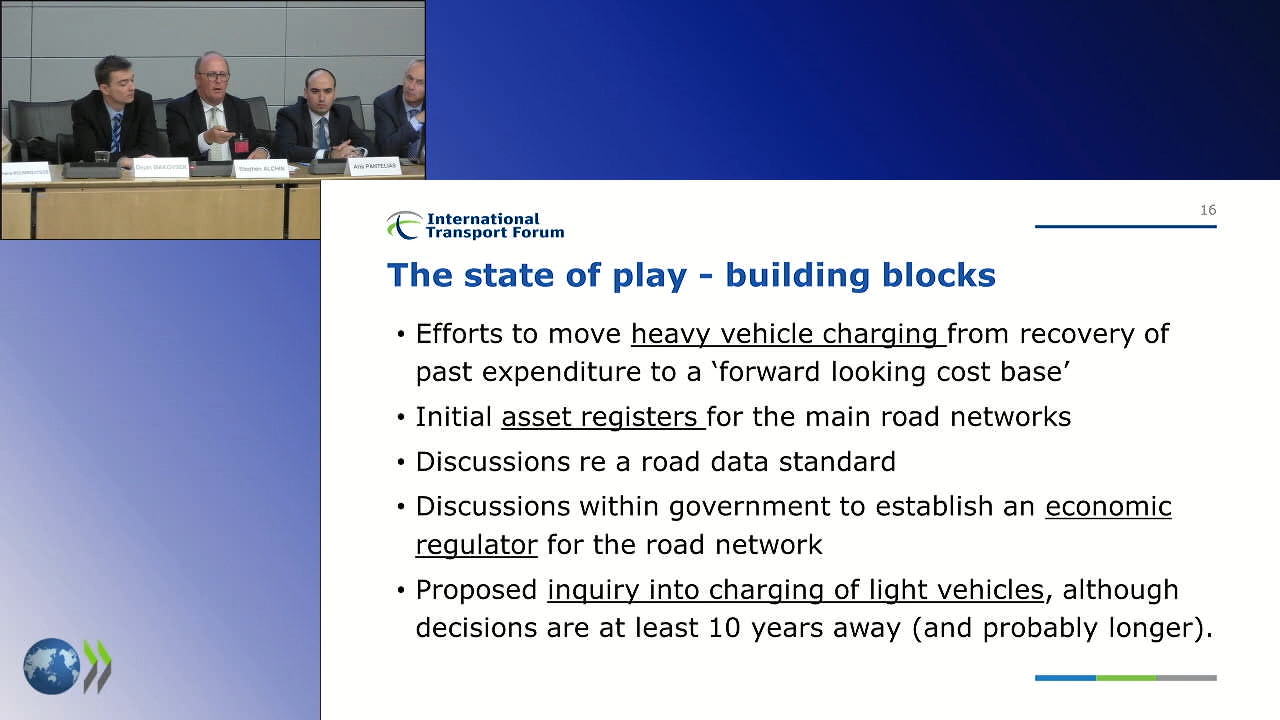 Dejan MAKOVŠEK
Stephen ALCHIN
Aris PANTELIAS
International
Transport Forum
16
The state of play - building blocks
• Efforts to move heavy vehicle charging from recovery of
past expenditure to a ‘forward looking cost base’
• Initial asset registers for the main road networks
• Discussions re a road data standard
• Discussions within government to establish an economic
regulator for the road network
• Proposed inquiry into charging of light vehicles, although
decisions are at least 10 years away (and probably longer).